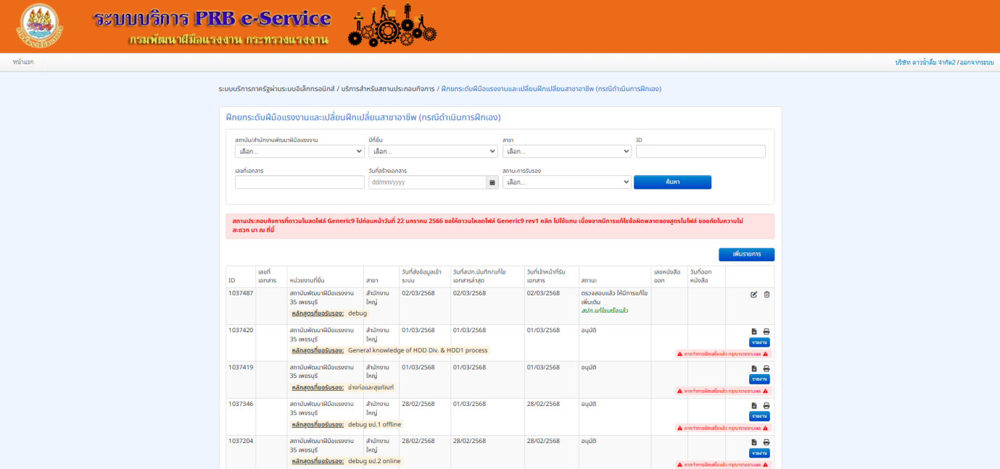 ระบบบริการ PRB e-Service
กรมพัฒนาฝีมือแรงงาน กระทรวงแรงงาน
หน้าแรก
บริษัท ดาวน้ำลืม จำกัด2 / ออกจากระบบ
ระบบบริการภาครัฐผ่านระบบอิเล็กทรอนิกส์ / บริการสำหรับสถานประกอบกิจการ / ฝึกยกระดับฝีมือแรงงานและเปลี่ยนฝึกเปลี่ยนสาขาอาชีพ (กรณีดำเนินการฝึกเอง)
ฝึกยกระดับฝีมือแรงงานและเปลี่ยนฝึกเปลี่ยนสาขาอาชีพ (กรณีดำเนินการฝึกเอง)
สถาบัน/สำนักงานพัฒนาฝีมือแรงงาน ปีที่ยื่น สาขา ID
เลือก... เลือก... เลือก...
เลขที่เอกสาร วันที่สร้างเอกสาร สถานะการรับรอง
dd/mm/yyyy เลือก... ค้นหา
สถานประกอบกิจการที่ดาวน์โหลดไฟล์ Generic9 ไปก่อนหน้าวันที่ 22 มกราคม 2566 ขอให้ดาวน์โหลดไฟล์ Generic9 rev1 คลิก ไปใช้แทน เนื่องจากมีการแก้ไขข้อผิดพลาดของสูตรในไฟล์ ขออภัยในความไม่
สะดวก มา ณ ที่นี้
เพิ่มรายการ
เลขที่ วันที่ส่งข้อมูลเข้า วันที่สปก.บันทึก/แก้ไข วันที่เจ้าหน้าที่รับ เลขหนังสือ วันที่ออก
ID เอกสาร หน่วยงานที่ยื่น สาขา ระบบ เอกสารล่าสุด เอกสาร สถานะ ออก หนังสือ
1037487 สถาบันพัฒนาฝีมือแรงงาน สำนักงาน 02/03/2568 02/03/2568 02/03/2568 ตรวจสอบแล้ว ให้มีการแก้ไข
35 เพชรบุรี ใหญ่ เพิ่มเติม
หลักสูตรที่ขอรับรอง: debug สปก.แก้ไขเสร็จแล้ว
1037420 สถาบันพัฒนาฝีมือแรงงาน สำนักงาน 01/03/2568 01/03/2568 01/03/2568 อนุมัติ
35 เพชรบุรี ใหญ่ รายงาน
หลักสูตรที่ขอรับรอง: General knowledge of HDD Div. & HDD1 process หากทำการฝึกเสร็จแล้ว กรุณารายงานผล
1037419 สถาบันพัฒนาฝีมือแรงงาน สำนักงาน 01/03/2568 01/03/2568 01/03/2568 อนุมัติ
35 เพชรบุรี ใหญ่ รายงาน
หลักสูตรที่ขอรับรอง: ช่างท่อและสุขภัณฑ์ หากทำการฝึกเสร็จแล้ว กรุณารายงานผล
1037346 สถาบันพัฒนาฝีมือแรงงาน สำนักงาน 28/02/2568 01/03/2568 28/02/2568 อนุมัติ
35 เพชรบุรี ใหญ่ รายงาน
หลักสูตรที่ขอรับรอง: debug ยป.1 offline หากทำการฝึกเสร็จแล้ว กรุณารายงานผล
1037204 สถาบันพัฒนาฝีมือแรงงาน สำนักงาน 28/02/2568 28/02/2568 28/02/2568 อนุมัติ
35 เพชรบุรี ใหญ่ รายงาน
หลักสูตรที่ขอรับรอง: debug ยป.2 online หากทำการฝึกเสร็จแล้ว กรุณารายงานผล